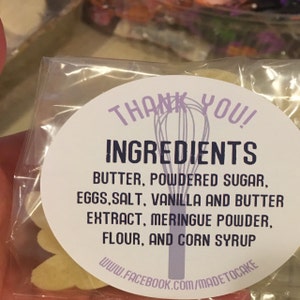 THANK YOU!
INGREDIENTS
BUTTER, POWDERED SUGAR,
EGGS,SALT, VANILLA AND BUTTER
EXTRACT, MERINGUE POWDER,
FLOUR, AND CORN SYRUP
WWW.FACEBOOK.COM/MADETOCAKE